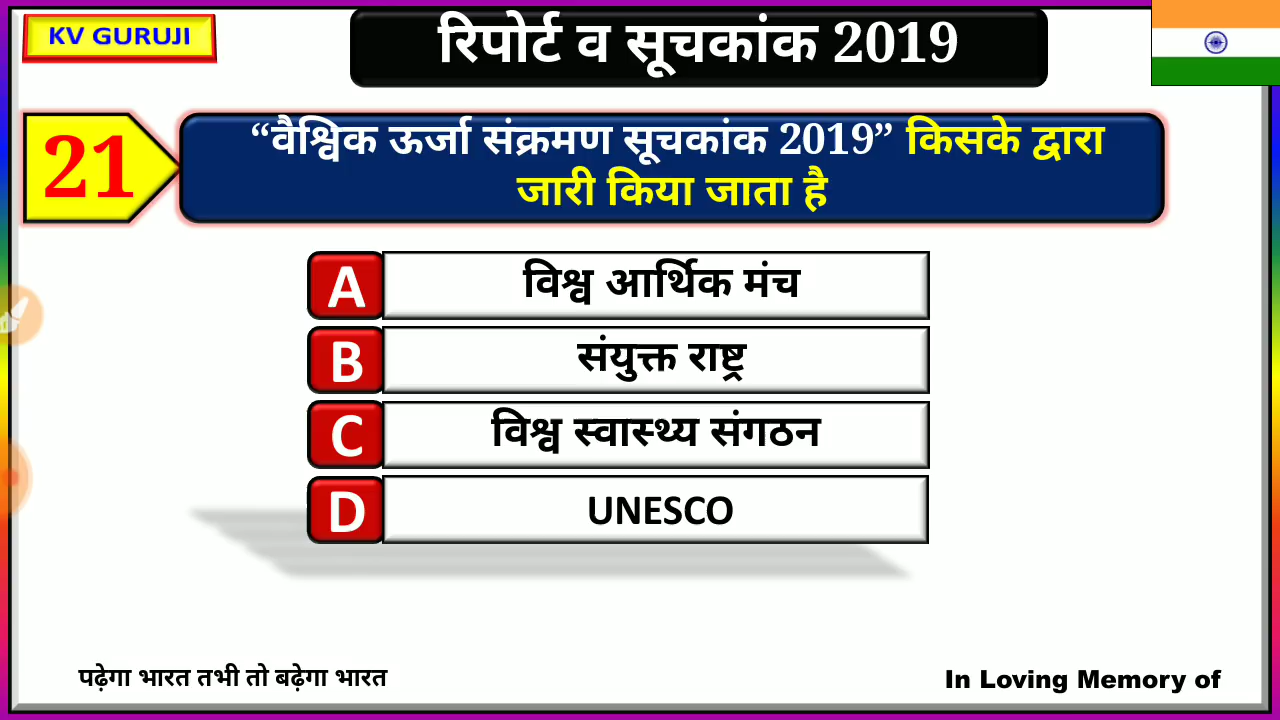 KV GURUJI
रिपोर्ट व सूचकांक 2019
21
“वैश्विक ऊर्जा संक्रमण सूचकांक 2019” किसके द्वारा
जारी किया जाता है
A विश्व आर्थिक मंच
B संयुक्त राष्ट्र
C विश्व स्वास्थ्य संगठन
D UNESCO
पढ़ेगा भारत तभी तो बढ़ेगा भारत
In Loving Memory of